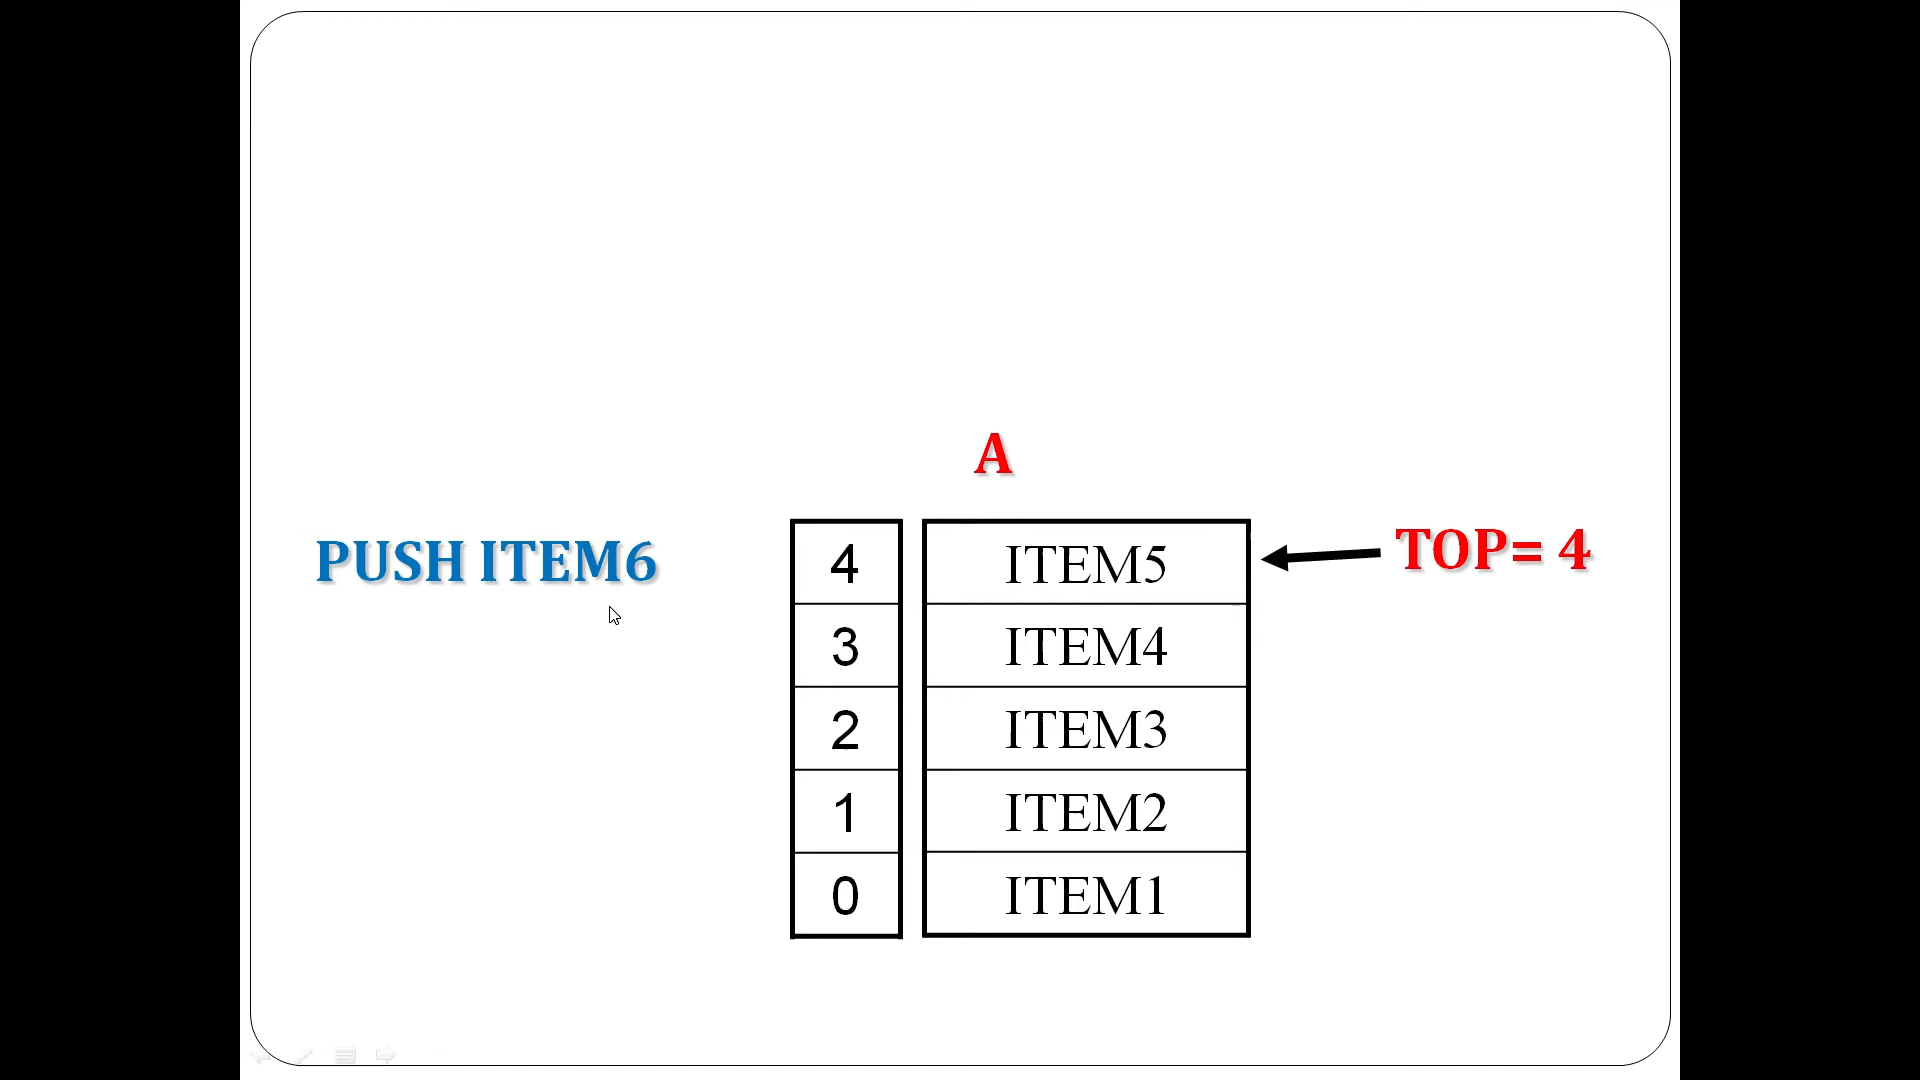 A
PUSH ITEM6
4 ITEM5 TOP= 4
3 ITEM4
2 ITEM3
1 ITEM2
0 ITEM1